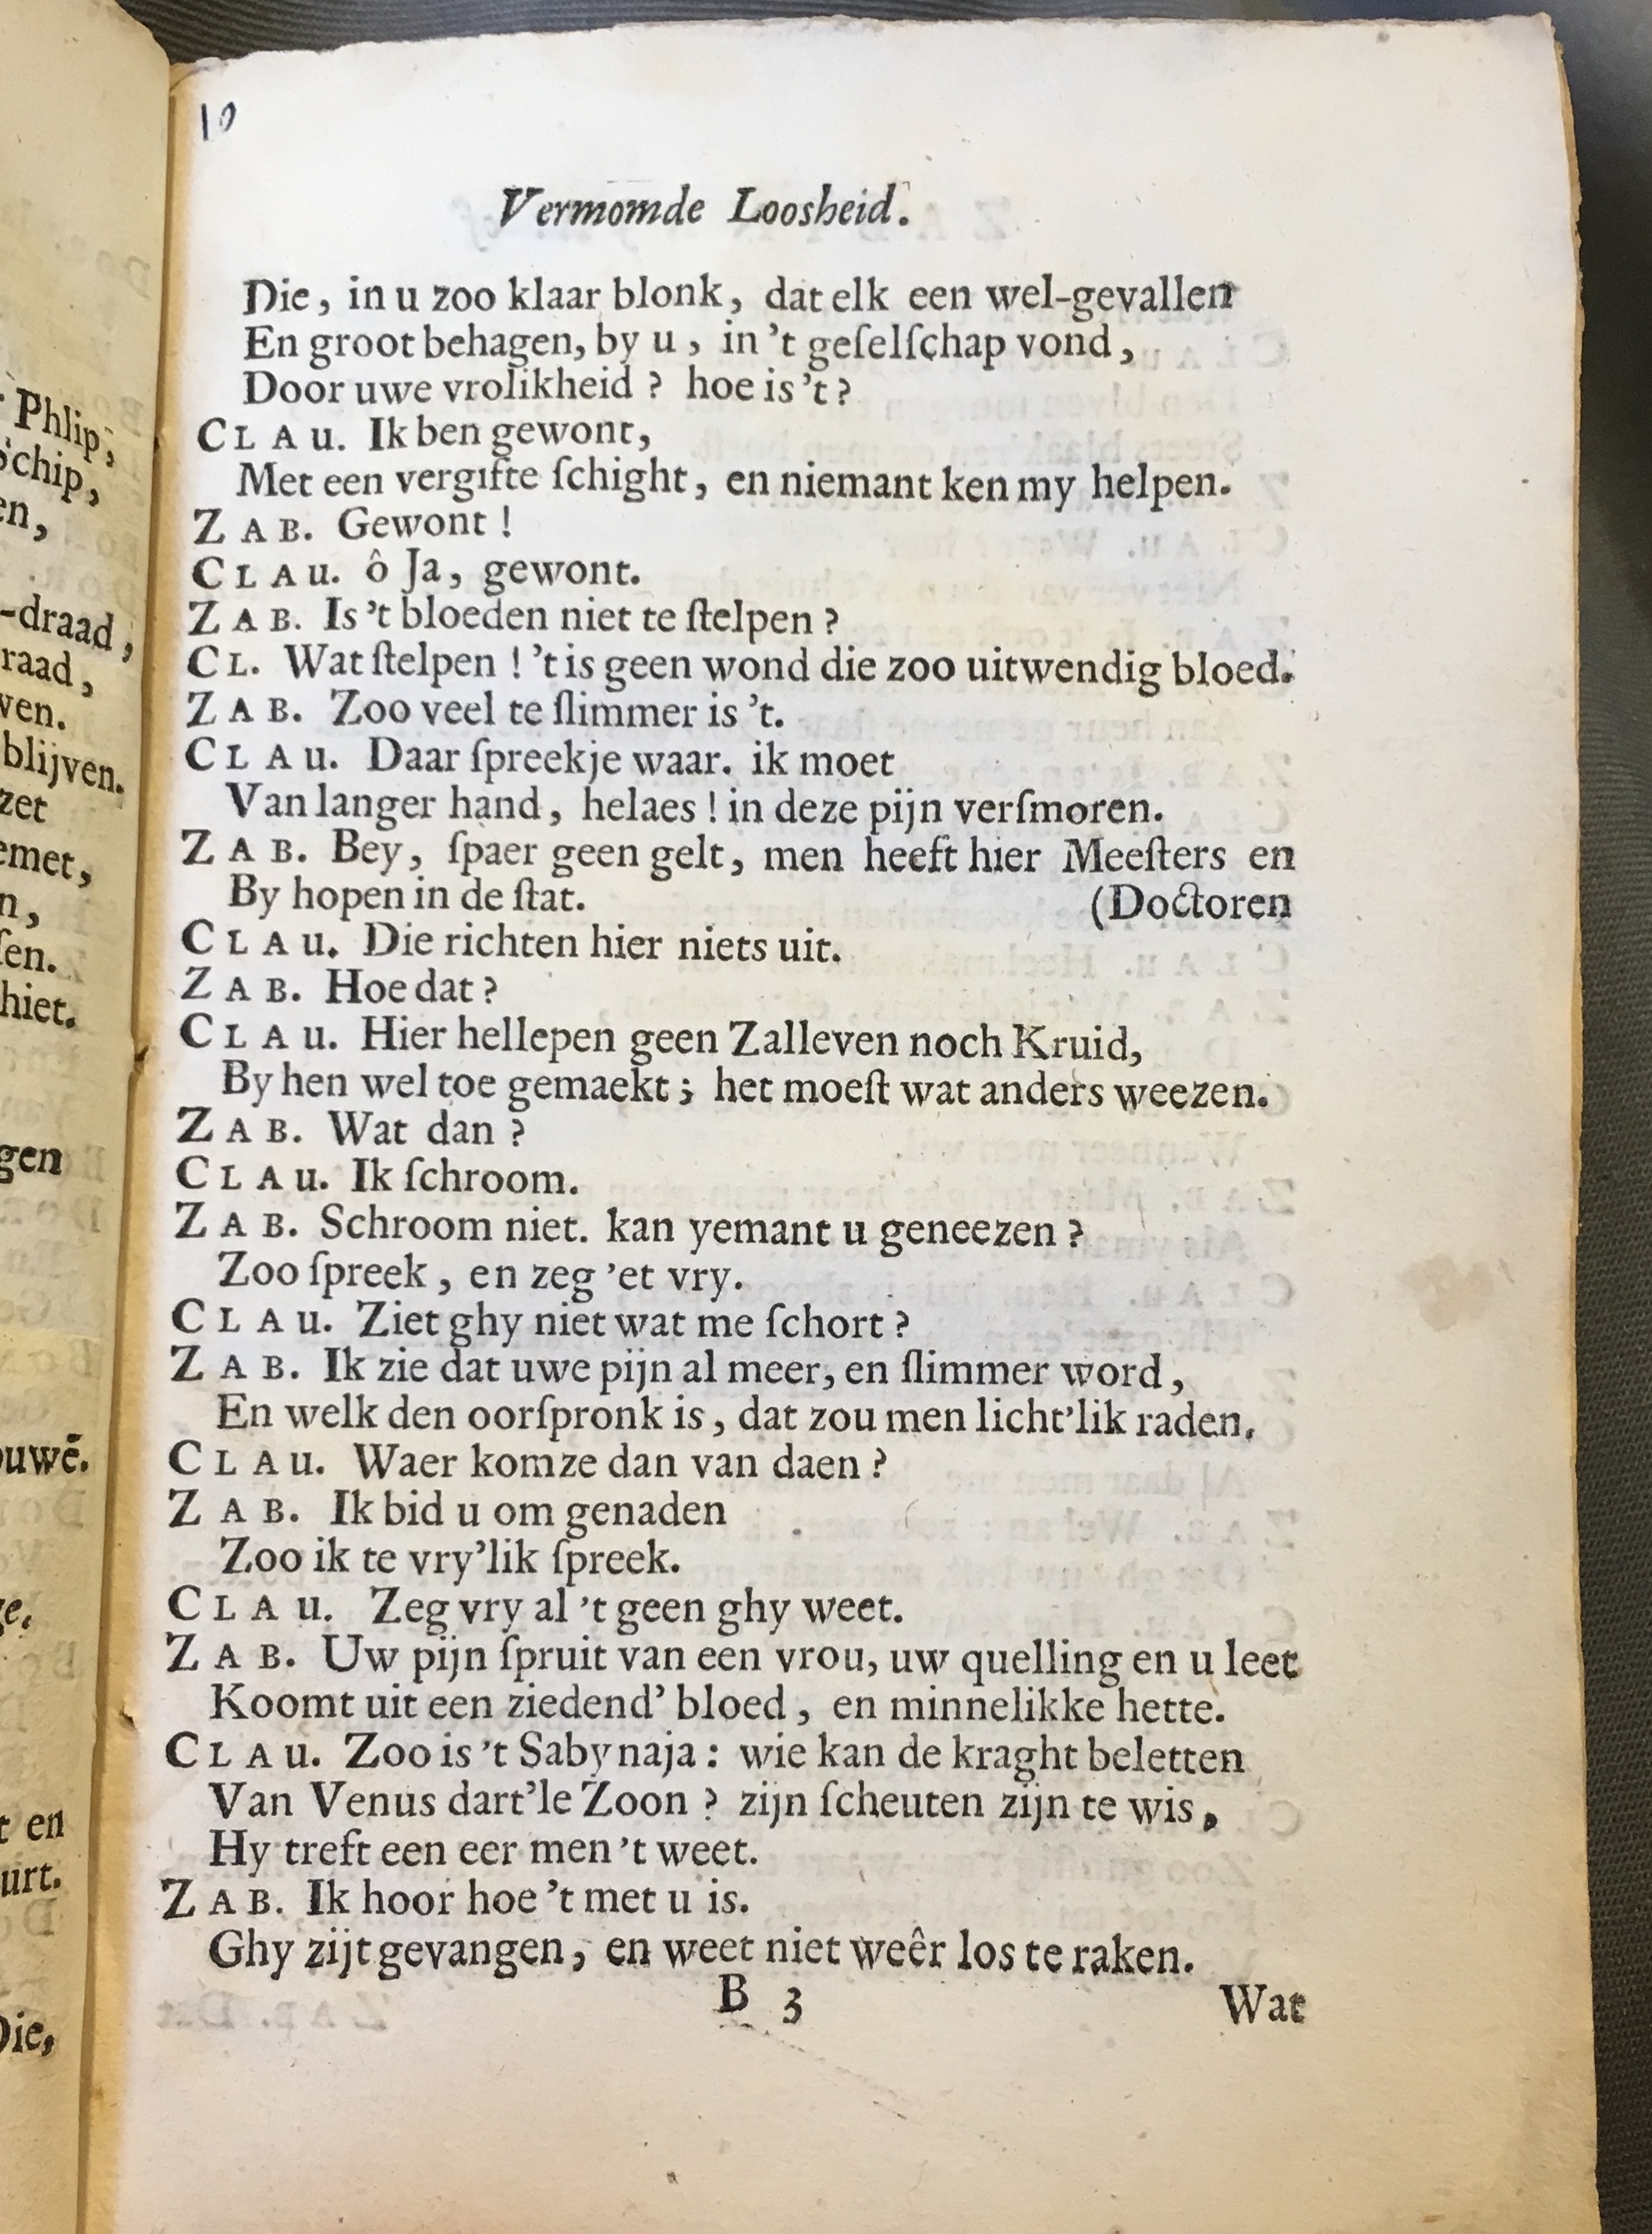 10
Vermomde Loosheid.
Die, in u zoo klaar blonk, dat elk een wel-gevallen
En groot behagen, by u, in 't geſelſchap vond,
Door uwe vrolikheid? hoe is 't?
CLAu. Ik ben gewont,
Met een vergifte ſchight, en niemant ken my helpen.
ZAB. Gewont!
CLAu. ô Ja, gewont.
ZAB. Is 't bloeden niet te ſtelpen?
CL. Wat ſtelpen! 't is geen wond die zoo uitwendig bloed.
ZAB. Zoo veel te ſlimmer is 't.
CLAu. Daar ſpreekje waar. ik moet
Van langer hand, helaes! in deze pijn verſmoren.
ZAB. Bey, ſpaer geen gelt, men heeft hier Meeſters en
By hopen in de ſtat. (Doctoren
CLAu. Die richten hier niets uit.
ZAB. Hoe dat?
CLAu. Hier hellepen geen Zalleven noch Kruid,
By hen wel toe gemaekt; het moeſt wat anders weezen.
ZAB. Wat dan?
CLAu. Ik ſchroom.
ZAB. Schroom niet. kan yemant u geneezen?
Zoo ſpreek, en zeg 'et vry.
CLAu. Ziet ghy niet wat me ſchort?
ZAB. Ik zie dat uwe pijn al meer, en ſlimmer word,
En welk den oorſpronk is, dat zou men licht'lik raden.
CLAu. Waer komze dan van daen?
ZAB. Ik bid u om genaden
Zoo ik te vry'lik ſpreek.
CLAu. Zeg vry al 't geen ghy weet.
ZAB. Uw pijn ſpruit van een vrou, uw quelling en u leet
Koomt uit een ziedend' bloed, en minnelikke hette.
CLAu. Zoo is 't Sabynaja: wie kan de kraght beletten
Van Venus dart'le Zoon? zijn ſcheuten zijn te wis,
Hy treft een eer men 't weet.
ZAB. Ik hoor hoe 't met u is.
Ghy zijt gevangen, en weet niet weêr los te raken.
B 3 Wat